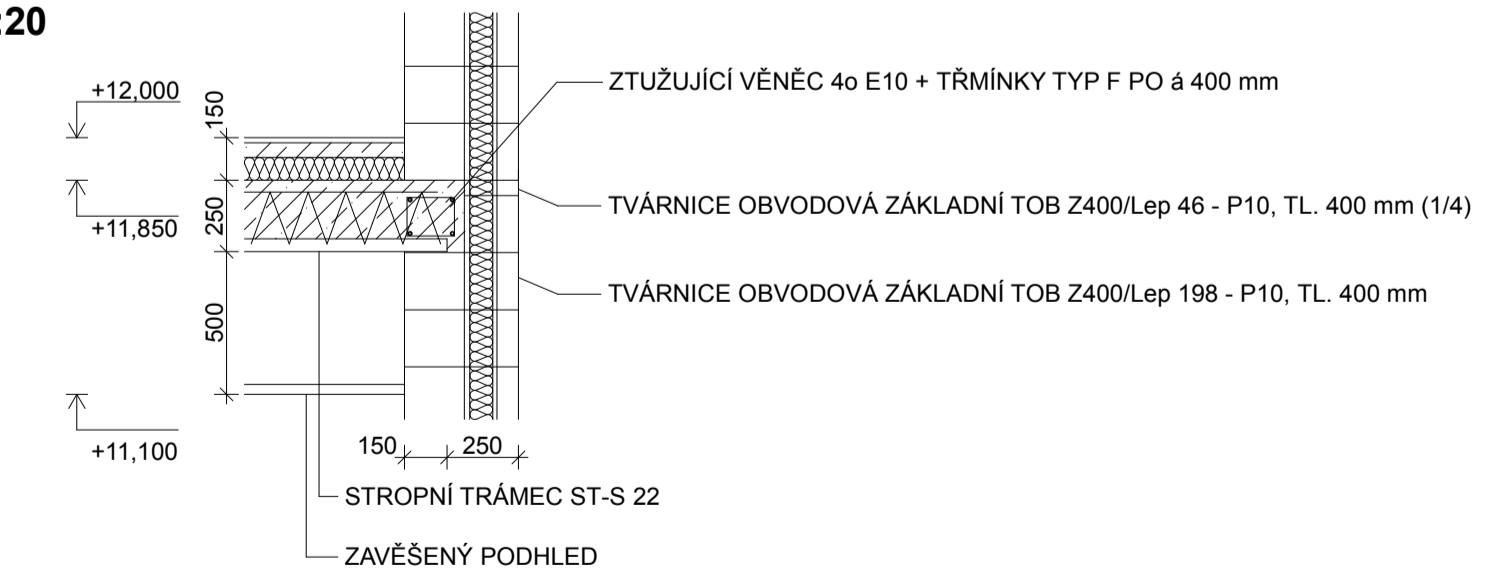 :20
+12,000
150
ZTUŽUJÍCÍ VĚNĚC 4o E10 + TŘMÍNKY TYP F PO á 400 mm
+11,850
250
TVÁRNICE OBVODOVÁ ZÁKLADNÍ TOB Z400/Lep 46 - P10, TL. 400 mm (1/4)
TVÁRNICE OBVODOVÁ ZÁKLADNÍ TOB Z400/Lep 198 - P10, TL. 400 mm
500
+11,100
150
250
STROPNÍ TRÁMEC ST-S 22
ZAVĚŠENÝ PODHLED